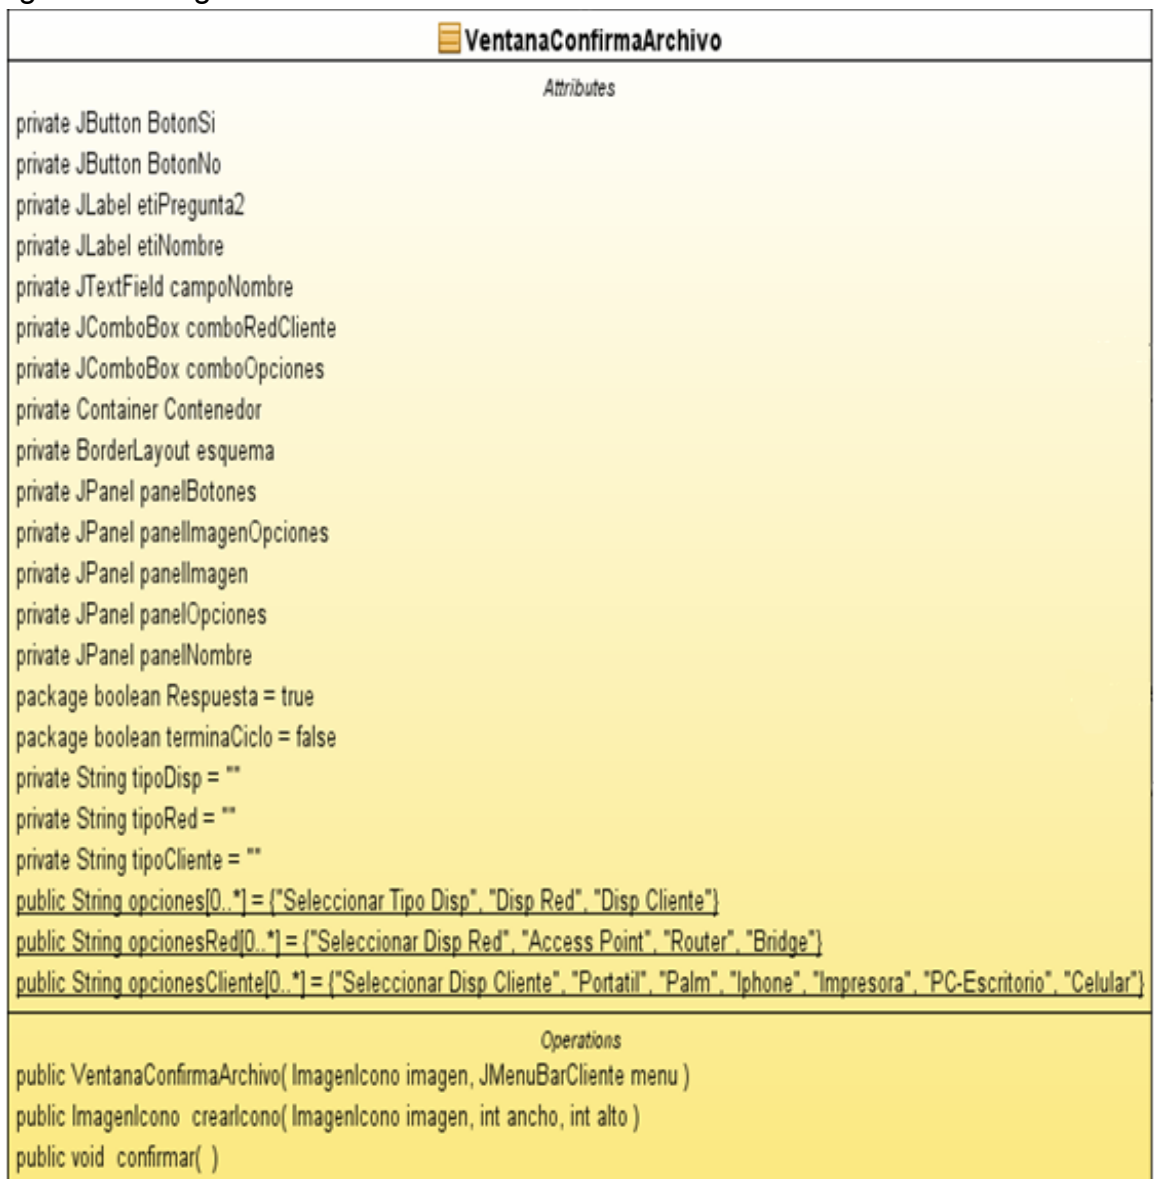 VentanaConfirmaArchivo
Attributes
private JButton BotonSi
private JButton BotonNo
private JLabel etiPregunta2
private JLabel etiNombre
private JTextField campoNombre
private JComboBox comboRedCliente
private JComboBox comboOpciones
private Container Contenedor
private BorderLayout esquema
private JPanel panelBotones
private JPanel panelImagenOpciones
private JPanel panelImagen
private JPanel panelOpciones
private JPanel panelNombre
package boolean Respuesta = true
package boolean terminaCiclo = false
private String tipoDisp = ""
private String tipoRed = ""
private String tipoCliente = ""
public String opciones[0..*] = {"Seleccionar Tipo Disp", "Disp Red", "Disp Cliente"}
public String opcionesRed[0..*] = {"Seleccionar Disp Red", "Access Point", "Router", "Bridge"}
public String opcionesCliente[0..*] = {"Seleccionar Disp Cliente", "Portatil", "Palm", "Iphone", "Impresora", "PC-Escritorio", "Celular"}
Operations
public VentanaConfirmaArchivo( ImagenIcono imagen, JMenuBarCliente menu )
public ImagenIcono crearIcono( ImagenIcono imagen, int ancho, int alto )
public void confirmar( )